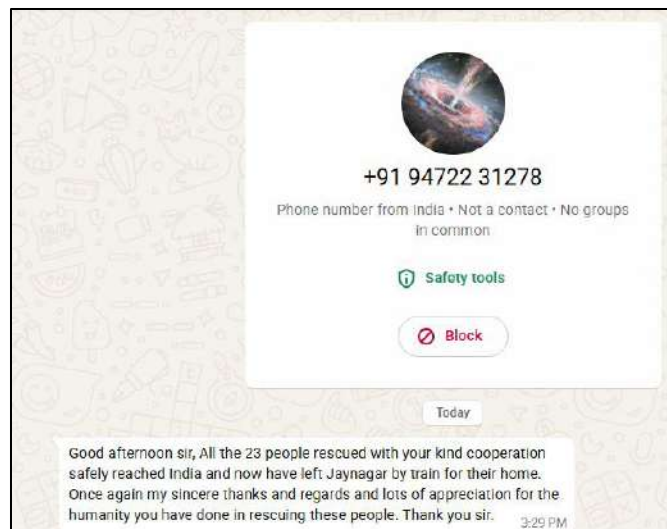 +91 94722 31278
Phone number from India • Not a contact • No groups
in common
Safety tools
Block
Today
Good afternoon sir, All the 23 people rescued with your kind cooperation
safely reached India and now have left Jaynagar by train for their home.
Once again my sincere thanks and regards and lots of appreciation for the
humanity you have done in rescuing these people. Thank you sir.
3:29 PM